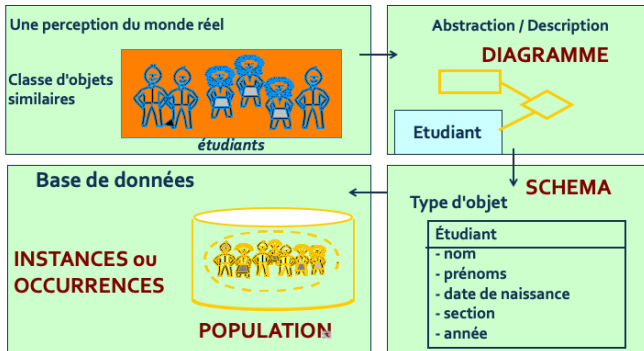 Une perception du monde réel
Classe d'objets
similaires
étudiants
Abstraction / Description
DIAGRAMME
Etudiant
Base de données
INSTANCES ou
OCCURRENCES
POPULATION
SCHEMA
Type d'objet
Étudiant
- nom
- prénoms
- date de naissance
- section
- année